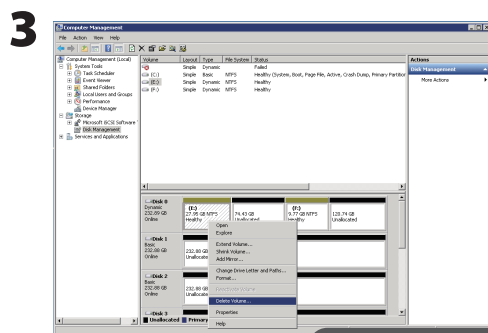 3
Computer Management
File Action View Help
Computer Management (Local)
System Tools
Task Scheduler
Event Viewer
Shared Folders
Local Users and Groups
Performance
Device Manager
Storage
Microsoft iSCSI Software
Disk Management
Services and Applications
Volume Layout Type File System Status
Simple Dynamic Failed
(C:) Simple Basic NTFS Healthy (System, Boot, Page File, Active, Crash Dump, Primary Partition
(E:) Simple Dynamic NTFS Healthy
(F:) Simple Dynamic NTFS Healthy
Actions
Disk Management
More Actions
Disk 0
Dynamic
232.89 GB
Online
(E:)
27.95 GB NTFS
Healthy
74.43 GB
Unallocated
(F:)
9.77 GB NTFS
Healthy
120.74 GB
Unallocated
Disk 1
Basic
232.88 GB
Online
232.88 GB
Unallocate
Disk 2
Basic
232.88 GB
Online
232.88 GB
Unallocate
Disk 3
Open
Explore
Extend Volume...
Shrink Volume...
Add Mirror...
Change Drive Letter and Paths...
Format...
Reactivate Volume
Delete Volume...
Properties
Help
Unallocated Primary